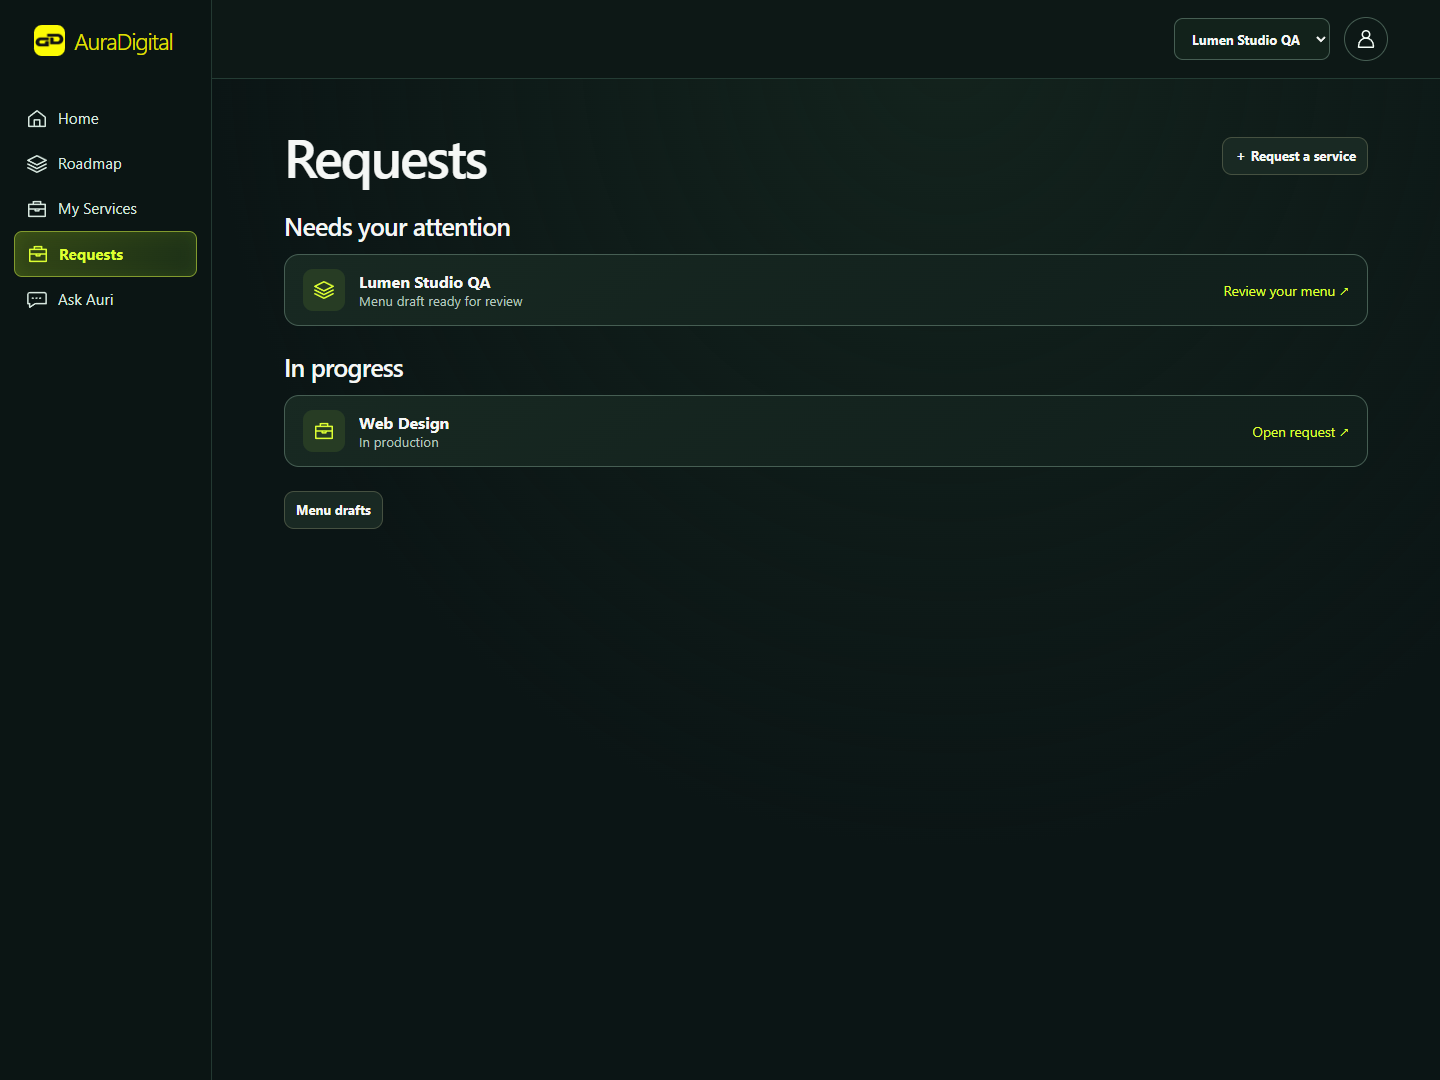 AuraDigital
Lumen Studio QA
Home
Roadmap
My Services
Requests
Ask Auri
Requests
+ Request a service
Needs your attention
Lumen Studio QA
Menu draft ready for review
Review your menu ↗
In progress
Web Design
In production
Open request ↗
Menu drafts